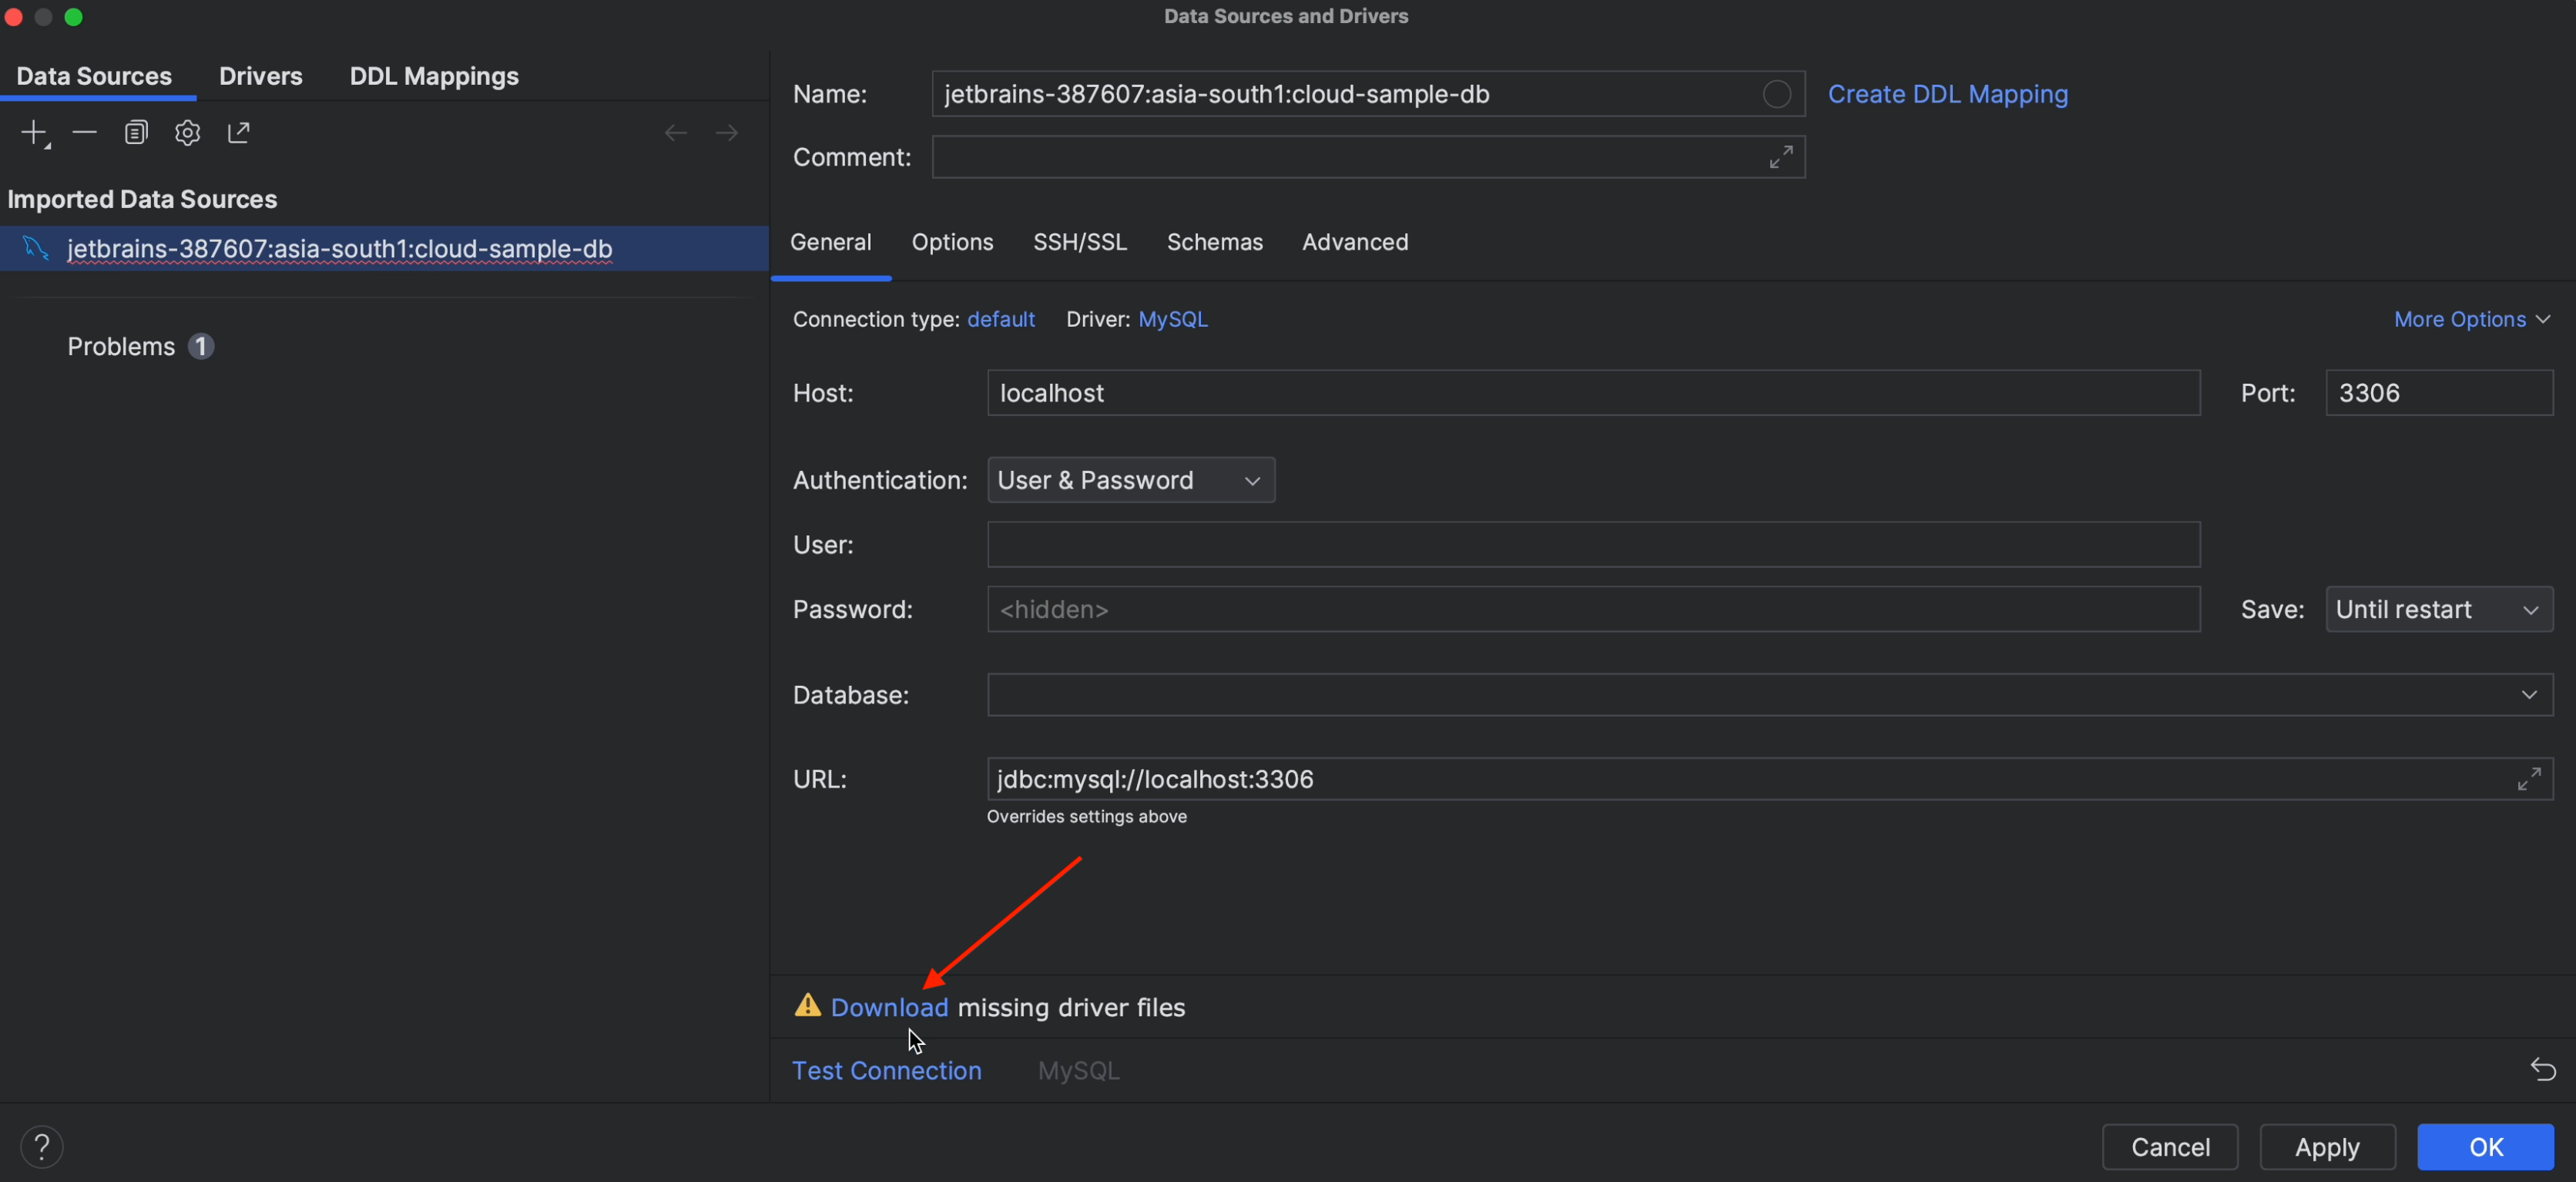 Data Sources and Drivers
Data Sources Drivers DDL Mappings
Imported Data Sources
jetbrains-387607:asia-south1:cloud-sample-db
Problems 1
Name: jetbrains-387607:asia-south1:cloud-sample-db Create DDL Mapping
Comment:
General Options SSH/SSL Schemas Advanced
Connection type: default Driver: MySQL More Options
Host: localhost Port: 3306
Authentication: User & Password
User:
Password: <hidden> Save: Until restart
Database:
URL: jdbc:mysql://localhost:3306
Overrides settings above
Download missing driver files
Test Connection MySQL
? Cancel Apply OK